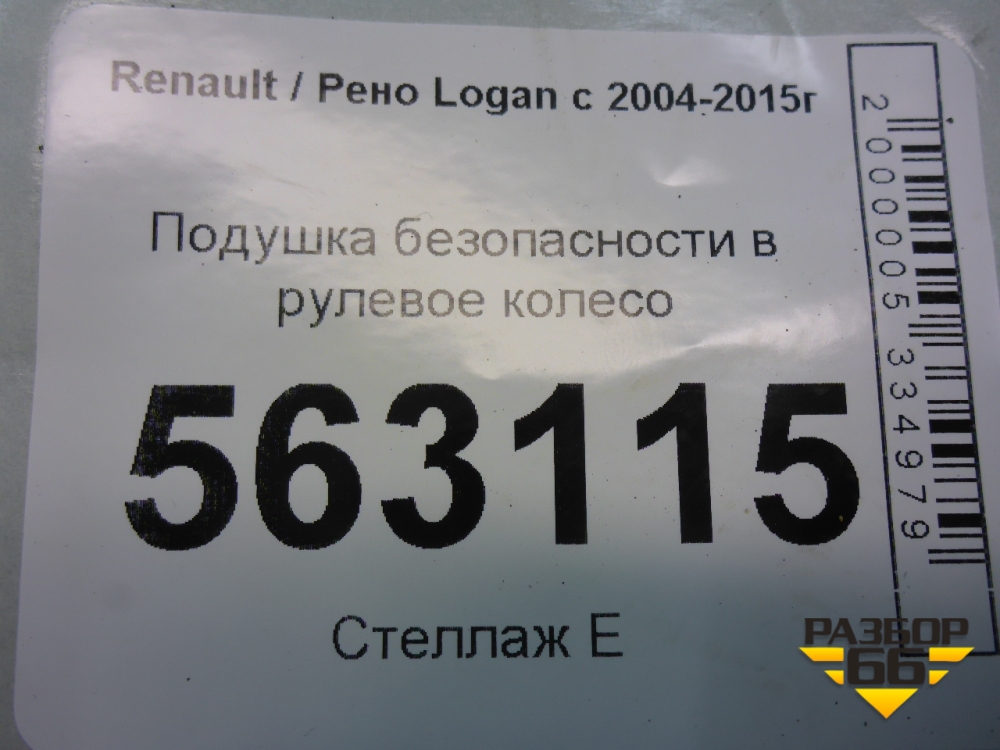 Renault / Рено Logan с 2004-2015г
Подушка безопасности в
рулевое колесо
563115
Стеллаж Е
2000005334979
РАЗБОР
66